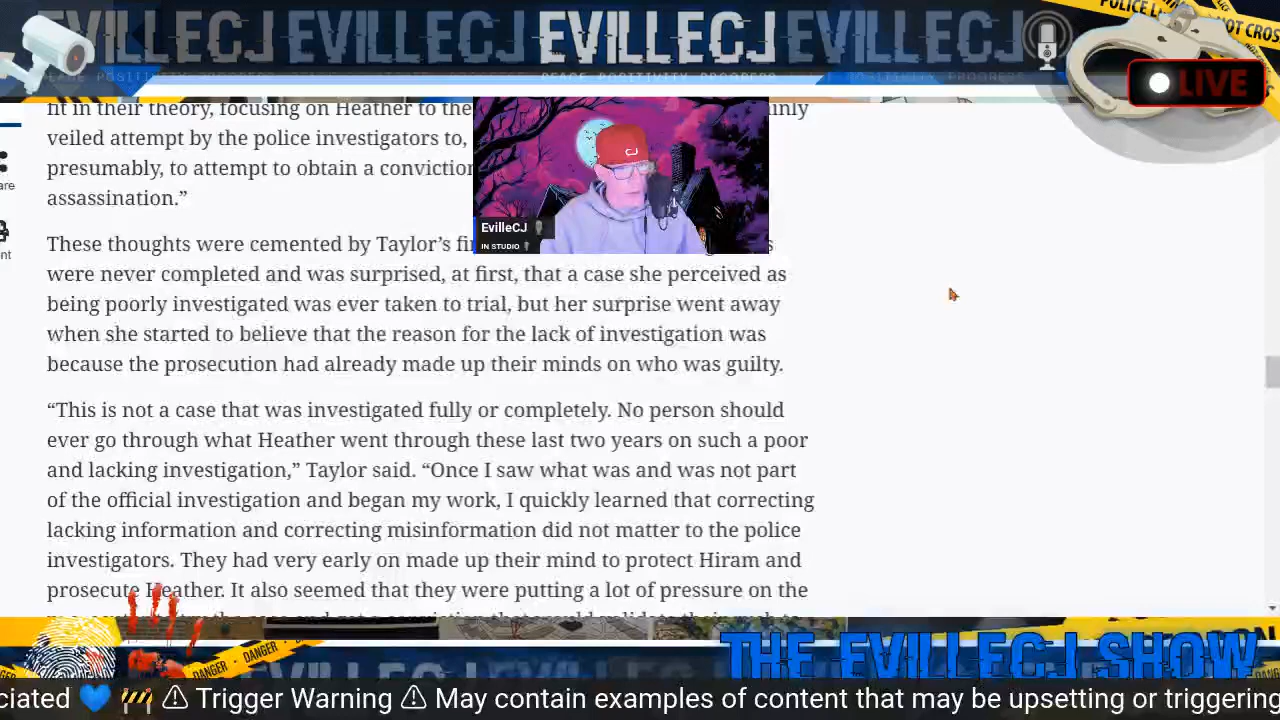 EVILLECJ EVILLECJ EVILLECJ EVILLECJ
PEACE POSITIVITY PROGRESS
POLICE NOT CROS
LIVE
fit in their theory, focusing on Heather to the
veiled attempt by the police investigators to,
presumably, to attempt to obtain a conviction
assassination.”
EvilleCJ
IN STUDIO
These thoughts were cemented by Taylor’s
were never completed and was surprised, at first, that a case she perceived as
being poorly investigated was ever taken to trial, but her surprise went away
when she started to believe that the reason for the lack of investigation was
because the prosecution had already made up their minds on who was guilty.
“This is not a case that was investigated fully or completely. No person should
ever go through what Heather went through these last two years on such a poor
and lacking investigation,” Taylor said. “Once I saw what was and was not part
of the official investigation and began my work, I quickly learned that correcting
lacking information and correcting misinformation did not matter to the police
investigators. They had very early on made up their mind to protect Hiram and
prosecute Heather. It also seemed that they were putting a lot of pressure on the
DANGER • DANGER
EVILLECJ EVILLECJ
THE EVILLECJ SHOW
ciated 💙 🚧 ⚠ Trigger Warning ⚠ May contain examples of content that may be upsetting or triggering